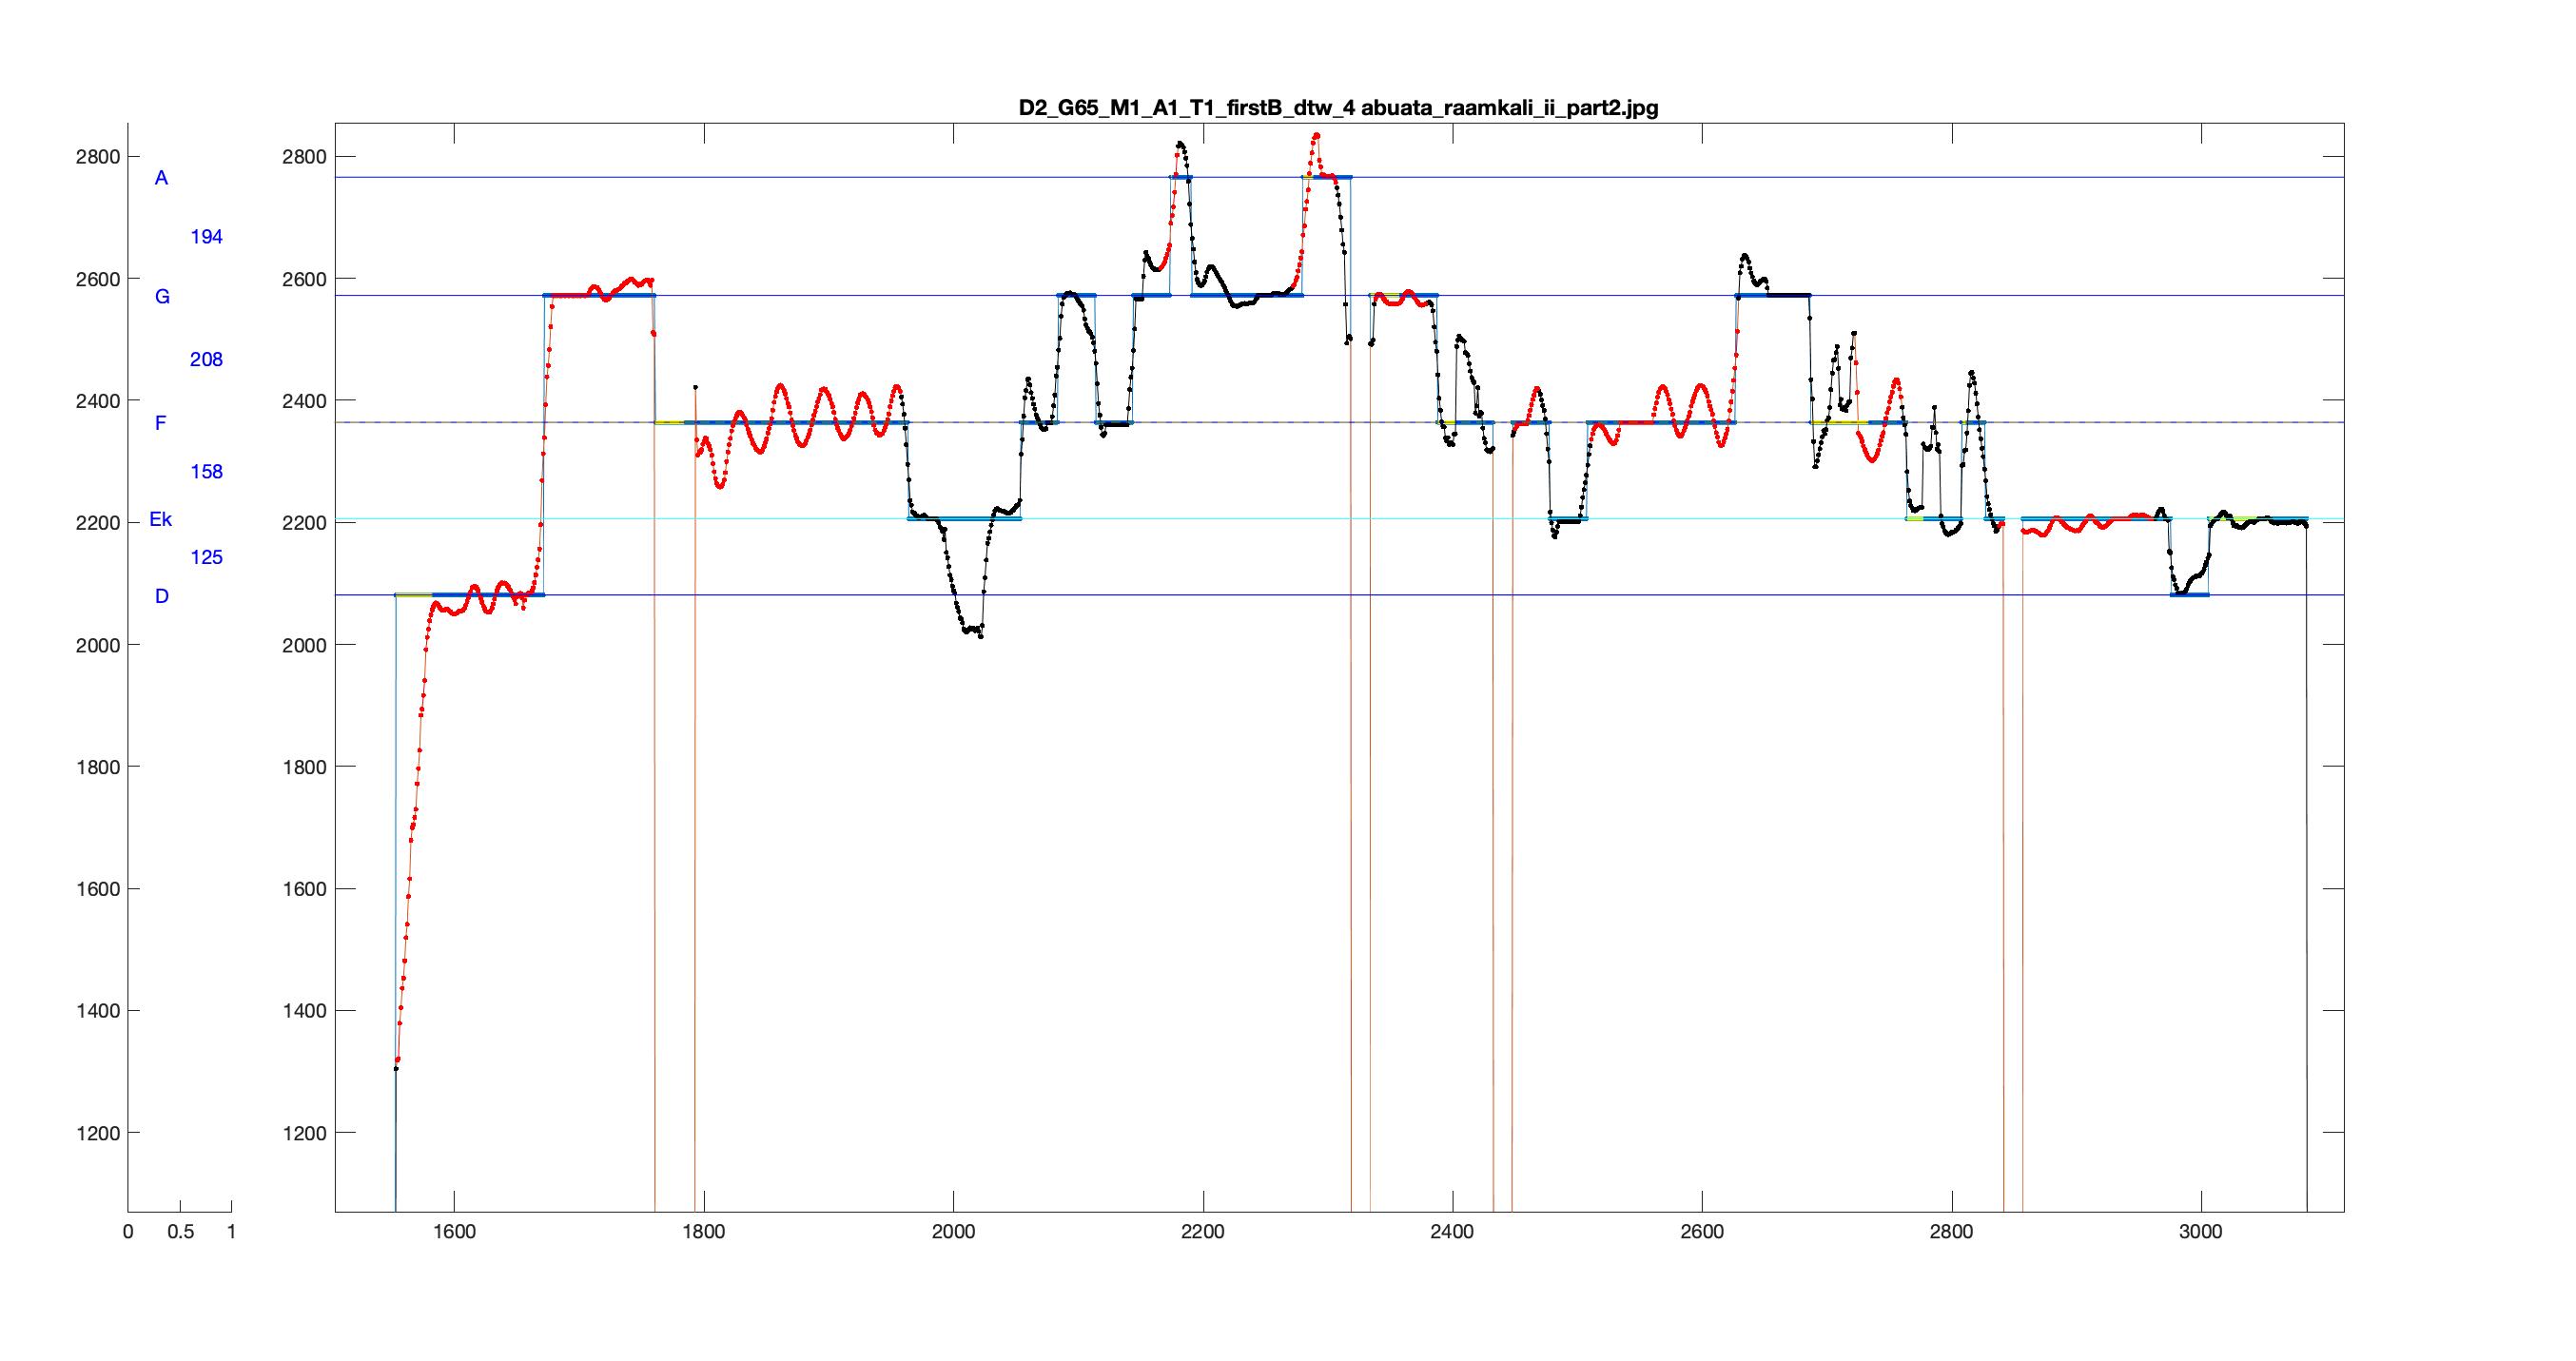 D2_G65_M1_A1_T1_firstB_dtw_4 abuata_raamkali_ii_part2.jpg
2800 2800
A
194
2600 2600
G
208
2400 2400
F
158
2200 Ek 2200
125
D
2000 2000
1800 1800
1600 1600
1400 1400
1200 1200
0 0.5 1 1600 1800 2000 2200 2400 2600 2800 3000